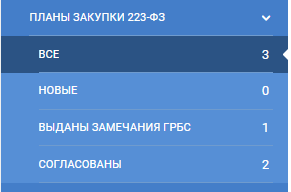 ПЛАНЫ ЗАКУПКИ 223-ФЗ
ВСЕ 3
НОВЫЕ 0
ВЫДАНЫ ЗАМЕЧАНИЯ ГРБС 1
СОГЛАСОВАНЫ 2